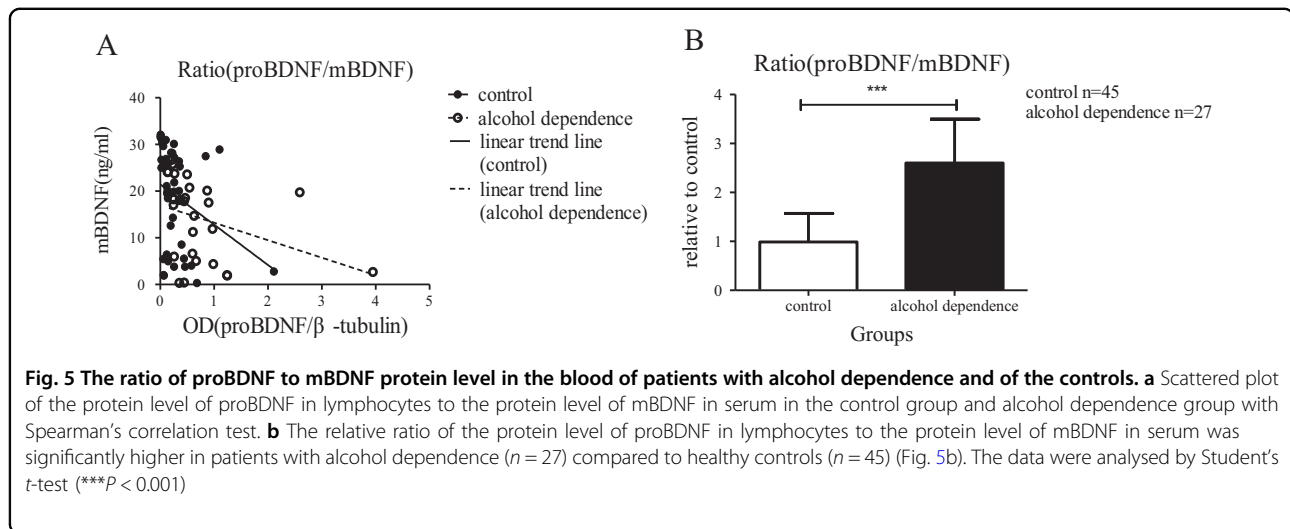 A
Ratio(proBDNF/mBDNF)
40
30
20
10
0
mBDNF(ng/ml)
0 1 2 3 4 5
OD(proBDNF/β -tubulin)
control
alcohol dependence
linear trend line
(control)
linear trend line
(alcohol dependence)
B
Ratio(proBDNF/mBDNF)
4
3
2
1
0
relative to control
***
control alcohol dependence
Groups
control n=45
alcohol dependence n=27
Fig. 5 The ratio of proBDNF to mBDNF protein level in the blood of patients with alcohol dependence and of the controls. a Scattered plot
of the protein level of proBDNF in lymphocytes to the protein level of mBDNF in serum in the control group and alcohol dependence group with
Spearman's correlation test. b The relative ratio of the protein level of proBDNF in lymphocytes to the protein level of mBDNF in serum was
significantly higher in patients with alcohol dependence (n = 27) compared to healthy controls (n = 45) (Fig. 5b). The data were analysed by Student's
t-test (***P < 0.001)